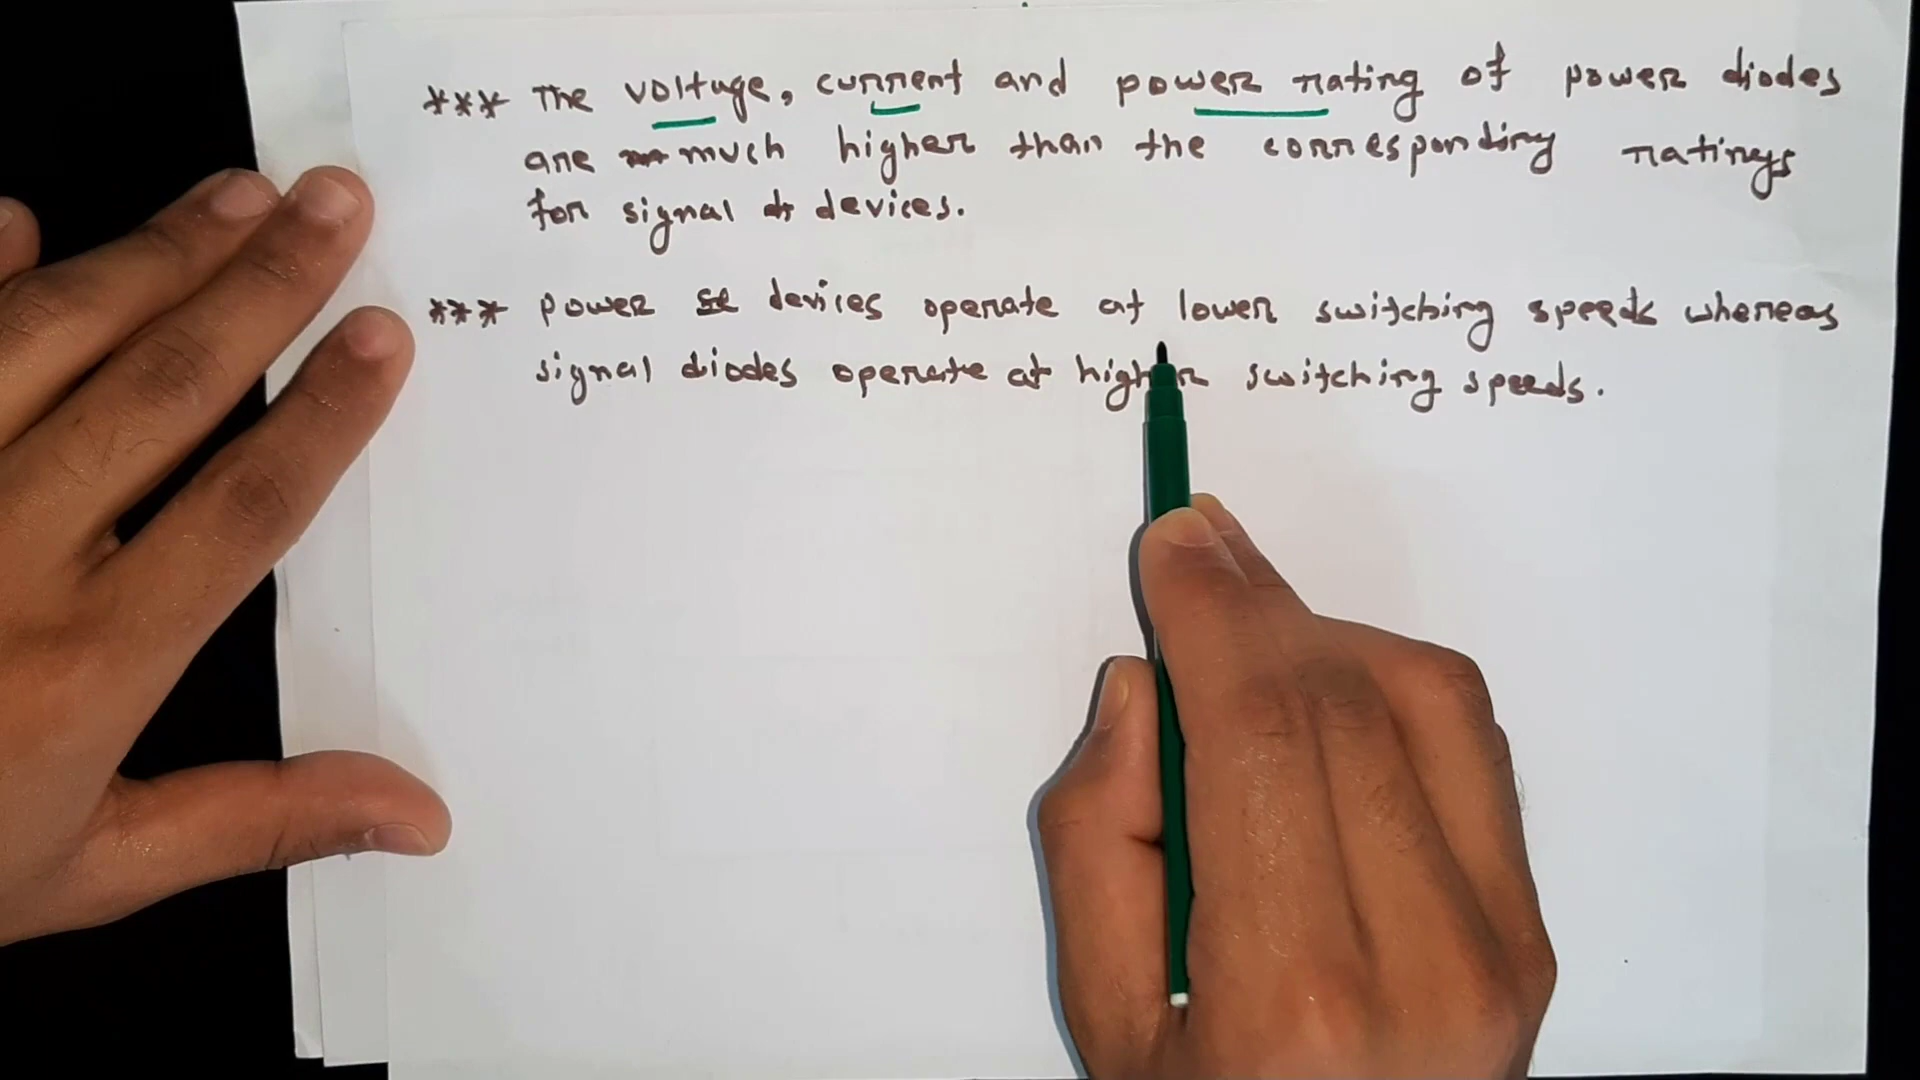 *** The voltage, current and power rating of power diodes
are much higher than the corresponding ratings
for signal devices.
*** power devices operate at lower switching speeds whereas
signal diodes operate at higher switching speeds.